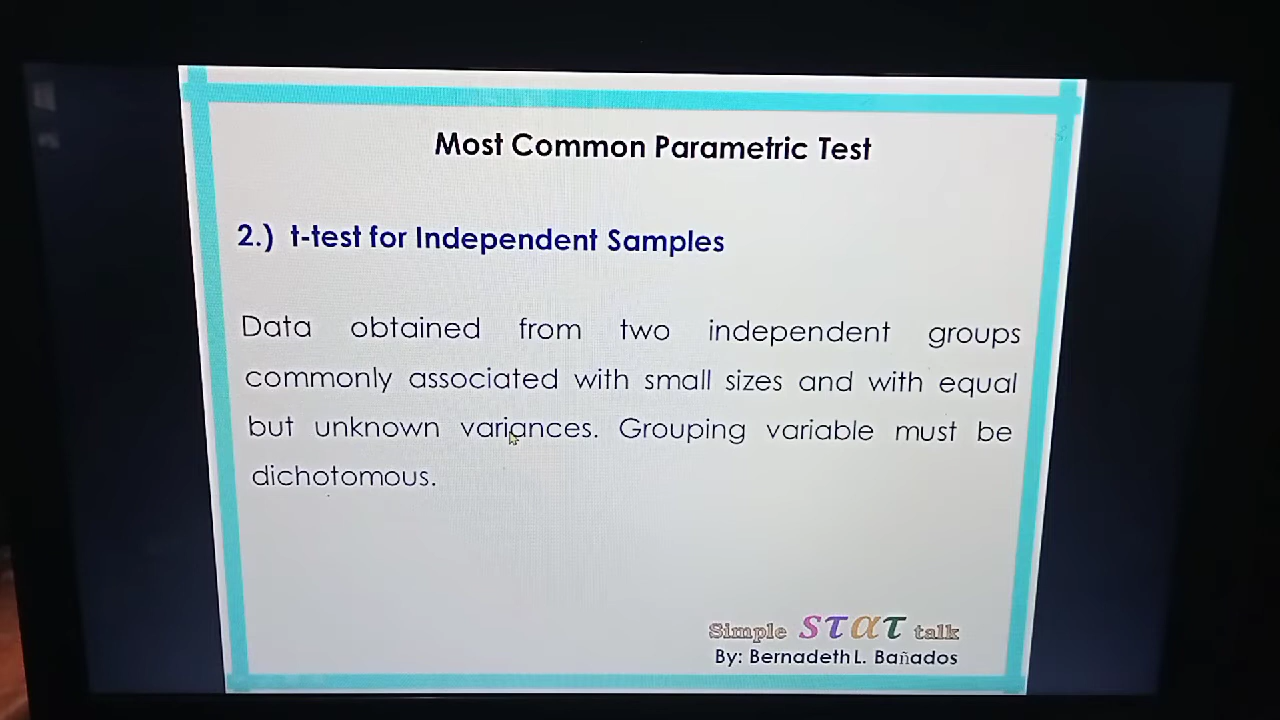 Most Common Parametric Test
2.) t-test for Independent Samples
Data obtained from two independent groups
commonly associated with small sizes and with equal
but unknown variances. Grouping variable must be
dichotomous.
Simple sτατ talk
By: Bernadeth L. Bañados